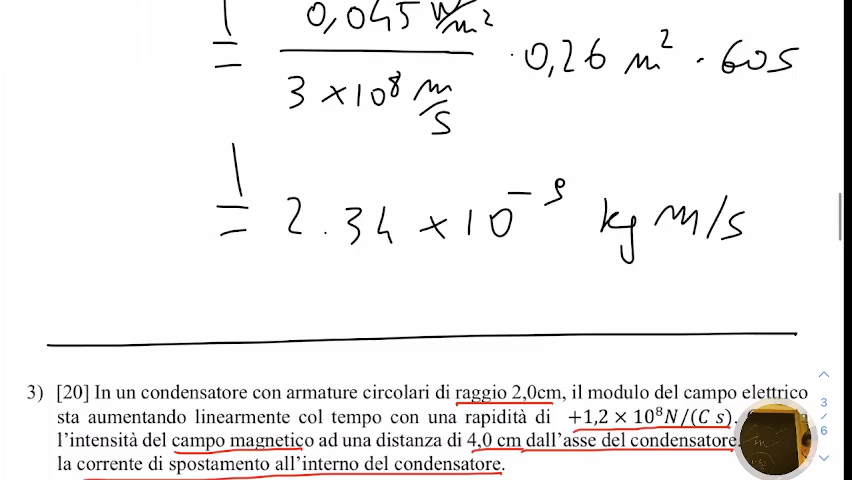 = 0,045 W/m² / 3 × 10⁸ m/s · 0,26 m² · 60s
= 2.34 × 10⁻⁹ kg m/s
3) [20] In un condensatore con armature circolari di raggio 2,0cm, il modulo del campo elettrico
sta aumentando linearmente col tempo con una rapidità di +1,2 × 10⁸ N/(C s).
l'intensità del campo magnetico ad una distanza di 4,0 cm dall'asse del condensatore.
la corrente di spostamento all'interno del condensatore.
3
/
6